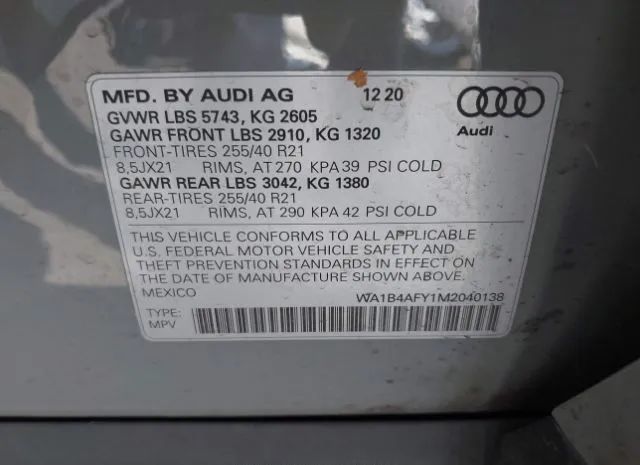 MFD. BY AUDI AG 12 20
GVWR LBS 5743, KG 2605
GAWR FRONT LBS 2910, KG 1320
FRONT-TIRES 255/40 R21
8,5JX21 RIMS, AT 270 KPA 39 PSI COLD
GAWR REAR LBS 3042, KG 1380
REAR-TIRES 255/40 R21
8,5JX21 RIMS, AT 290 KPA 42 PSI COLD
Audi
THIS VEHICLE CONFORMS TO ALL APPLICABLE
U.S. FEDERAL MOTOR VEHICLE SAFETY AND
THEFT PREVENTION STANDARDS IN EFFECT ON
THE DATE OF MANUFACTURE SHOWN ABOVE.
MEXICO WA1B4AFY1M2040138
TYPE:
MPV